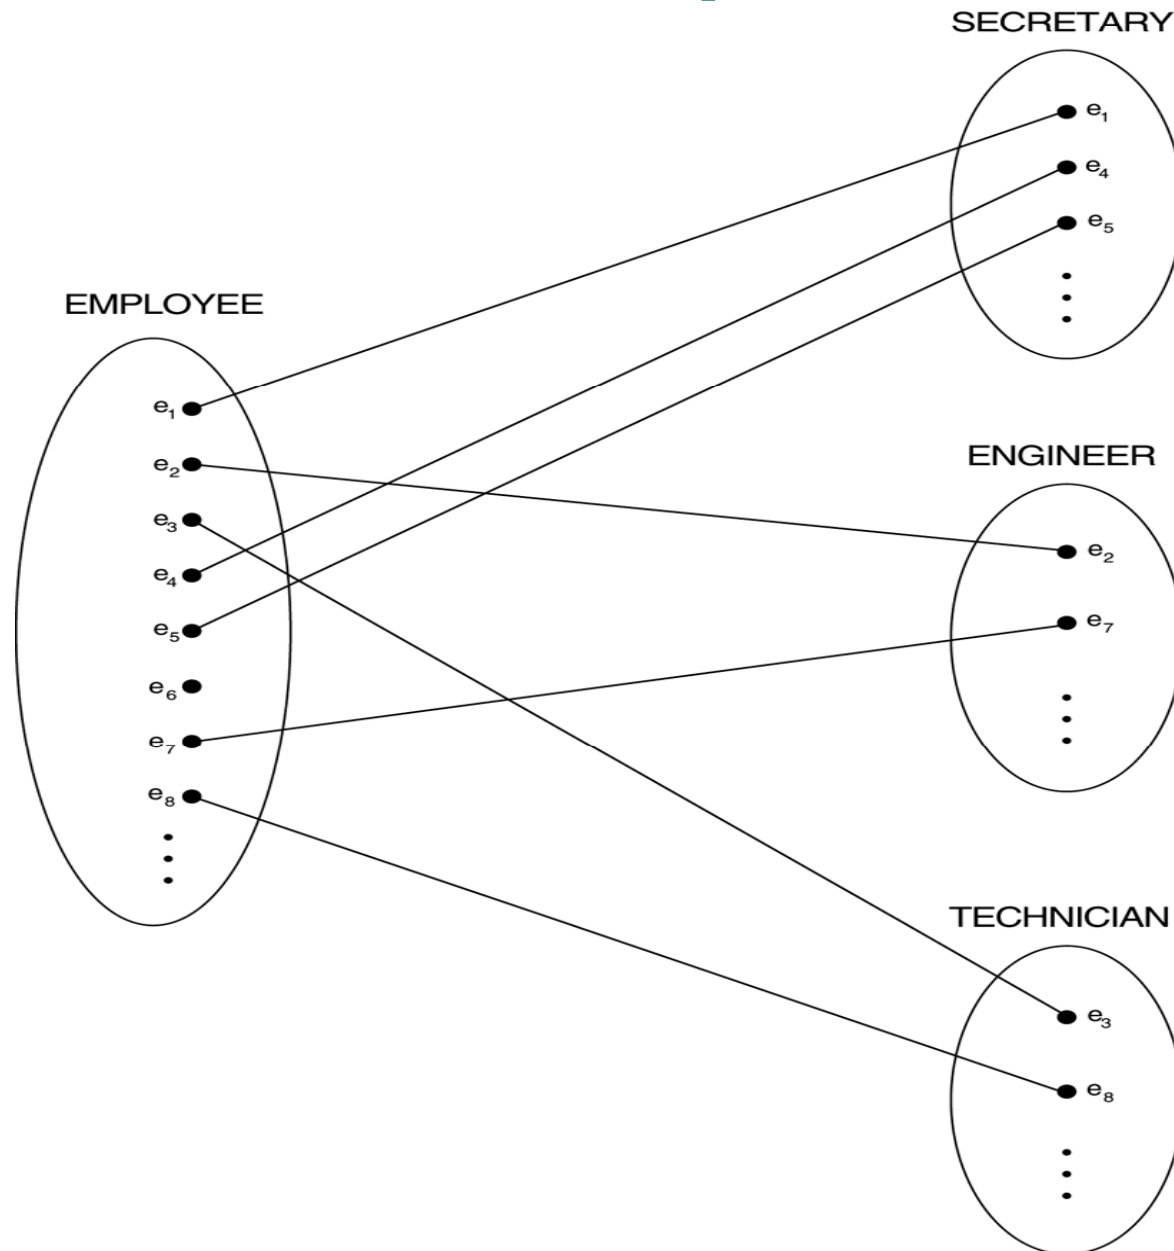 SECRETARY
e₁
e₄
e₅
EMPLOYEE
e₁
e₂
e₃
e₄
e₅
e₆
e₇
e₈
ENGINEER
e₂
e₇
TECHNICIAN
e₃
e₈